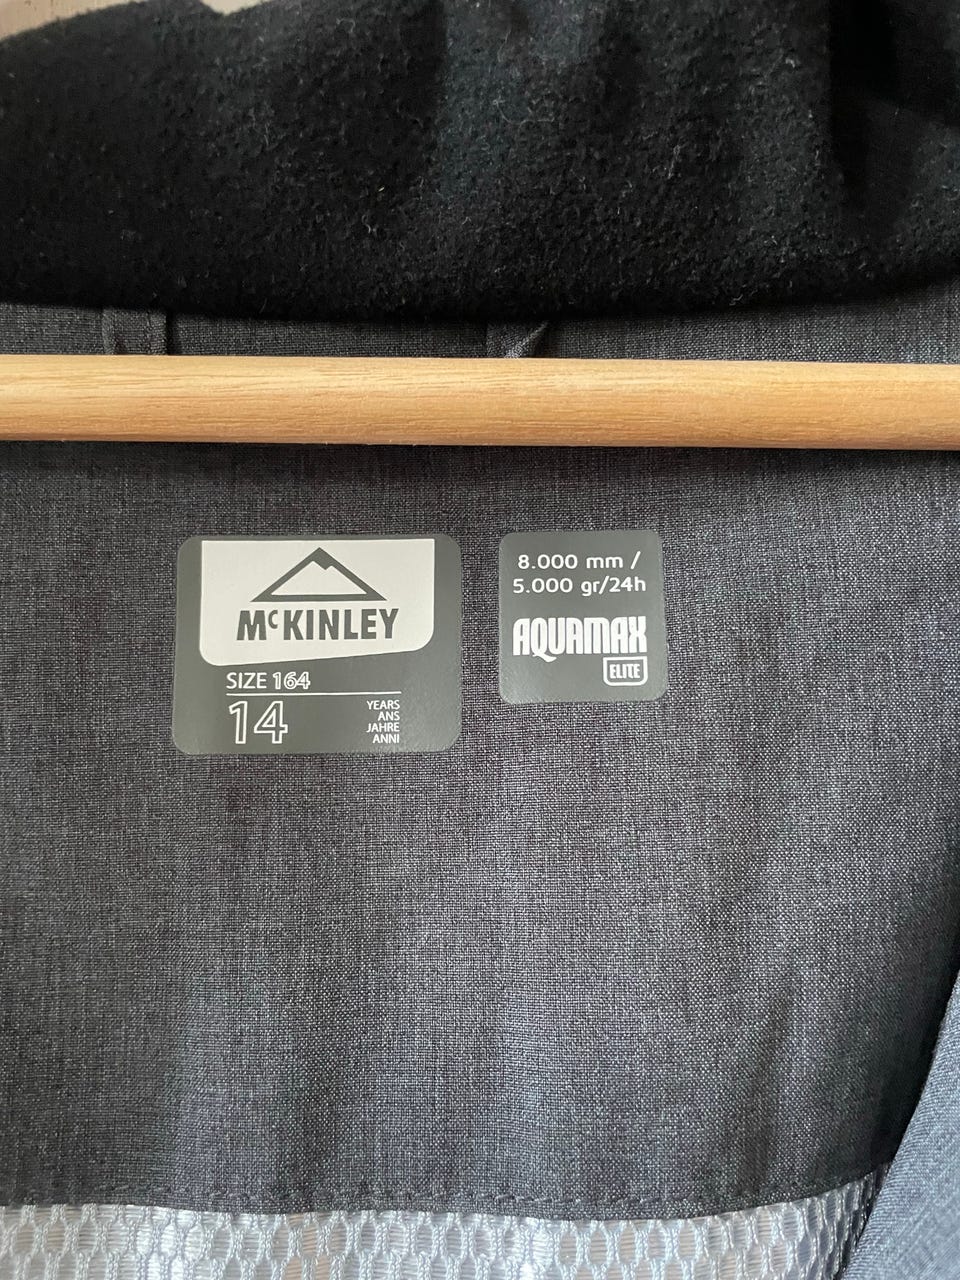 McKINLEY
SIZE 164
14
YEARS
ANS
JAHRE
ANNI
8.000 mm /
5.000 gr/24h
AQUAMAX
ELITE